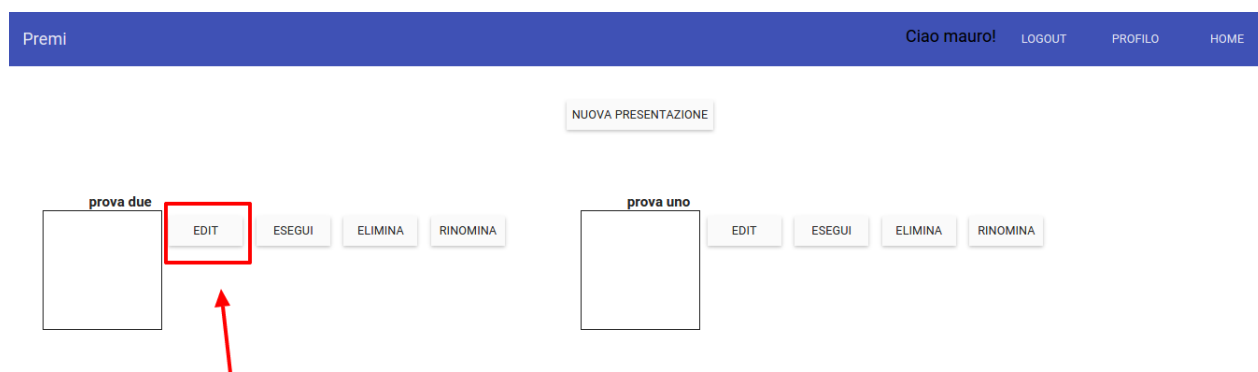 Premi Ciao mauro! LOGOUT PROFILO HOME
NUOVA PRESENTAZIONE
prova due prova uno
EDIT ESEGUI ELIMINA RINOMINA EDIT ESEGUI ELIMINA RINOMINA